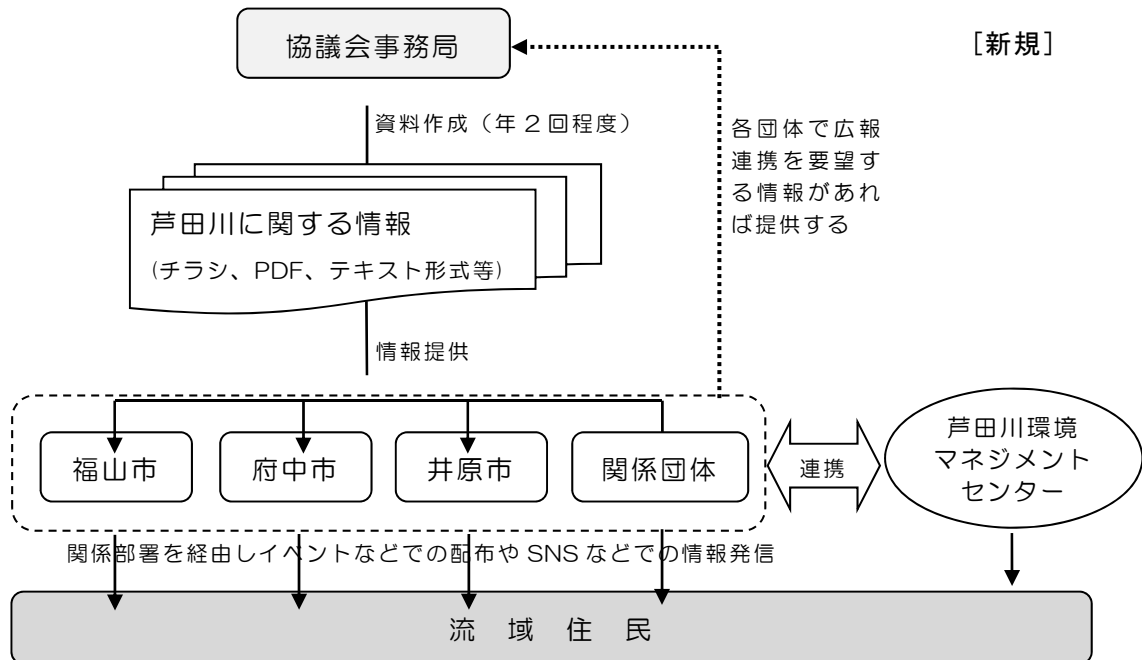 協議会事務局
[新規]
資料作成（年２回程度）
各団体で広報
連携を要望す
る情報があれ
ば提供する
芦田川に関する情報
(チラシ、PDF、テキスト形式等)
情報提供
福山市
府中市
井原市
関係団体
連携
芦田川環境
マネジメント
センター
関係部署を経由しイベントなどでの配布や SNS などでの情報発信
流域住民